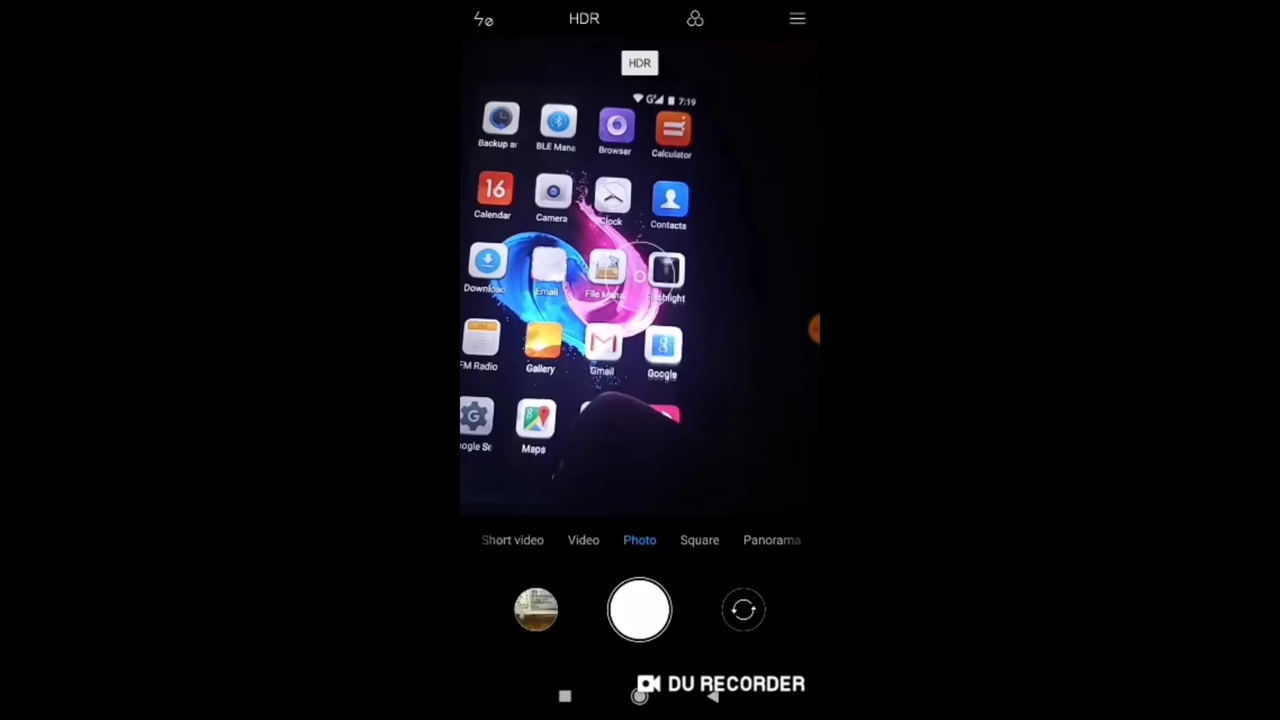 HDR
HDR
G 7:19
Backup ar
BLE Mana
Browser
Calculator
16
Calendar
Camera
Clock
Contacts
Download
Email
File Mana
Flashlight
FM Radio
Gallery
Gmail
Google
ogle Se
Maps
Short video
Video
Photo
Square
Panorama
DU RECORDER